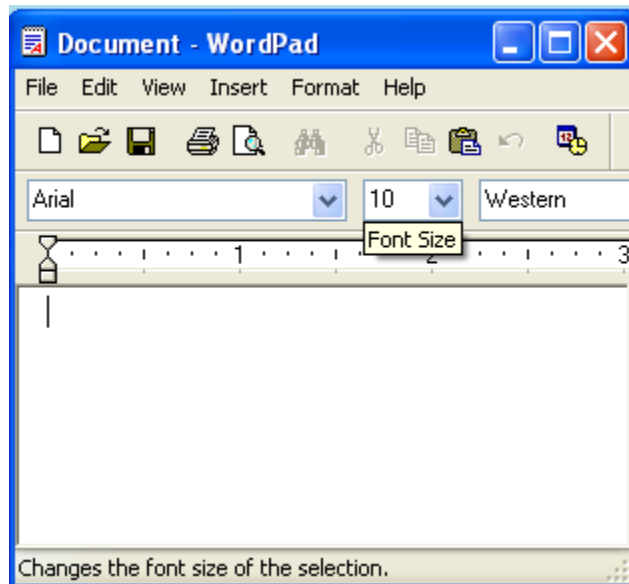 Document - WordPad
File Edit View Insert Format Help
12
Arial 10 Western
Font Size
1 2 3
Changes the font size of the selection.